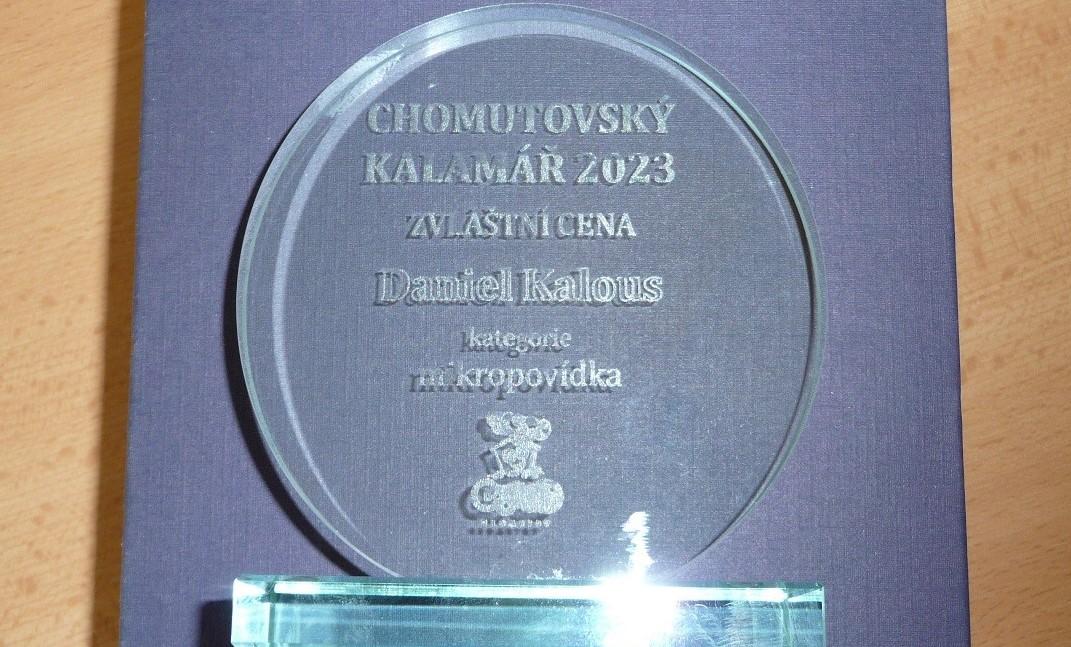 CHOMUTOVSKÝ
KALAMÁŘ 2023
ZVLÁŠTNÍ CENA
Daniel Kalous
kategorie
mikropovídka